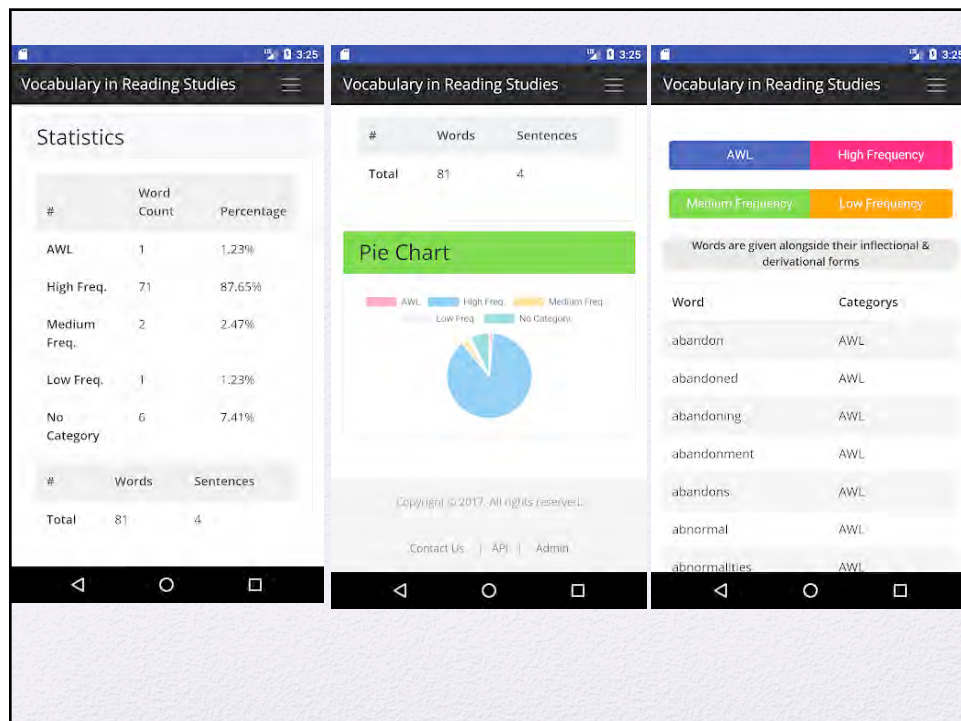 3:25
Vocabulary in Reading Studies
Statistics
# Word Count Percentage
AWL 1 1.23%
High Freq. 71 87.65%
Medium Freq. 2 2.47%
Low Freq. 1 1.23%
No Category 6 7.41%
# Words Sentences
Total 81 4
3:25
Vocabulary in Reading Studies
# Words Sentences
Total 81 4
Pie Chart
AWL High Freq. Medium Freq.
Low Freq No Category
Copyright © 2017. All rights reserved.
Contact Us | API | Admin
3:25
Vocabulary in Reading Studies
AWL High Frequency
Medium Frequency Low Frequency
Words are given alongside their inflectional &
derivational forms
Word Categorys
abandon AWL
abandoned AWL
abandoning AWL
abandonment AWL
abandons AWL
abnormal AWL
abnormalities AWL